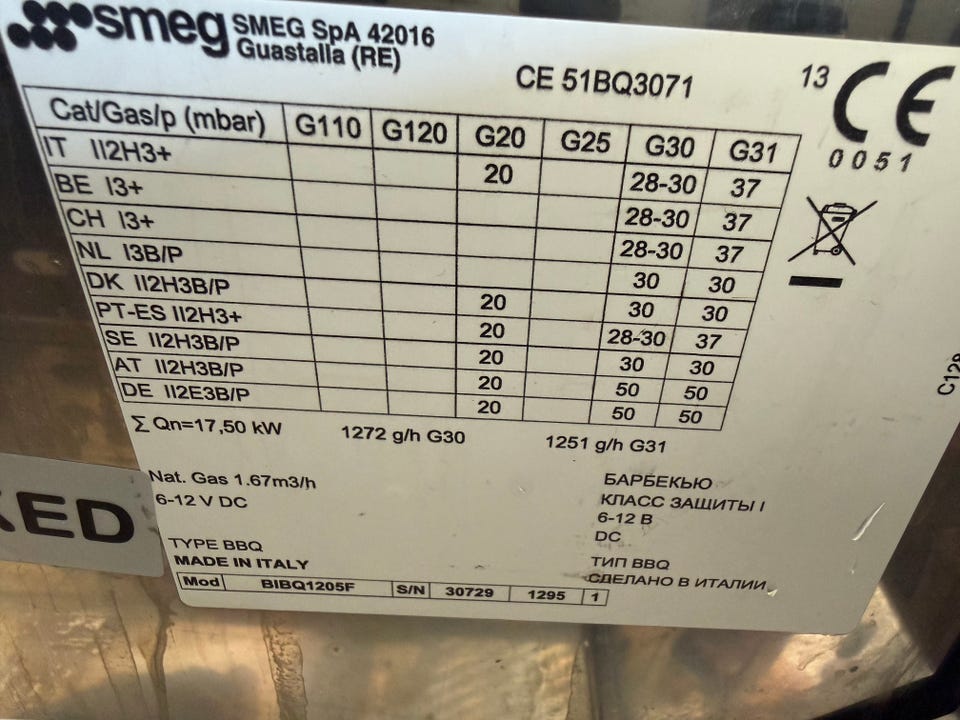 smeg SMEG SpA 42016
Guastalla (RE)
CE 51BQ3071
13 CE
0051
Cat/Gas/p (mbar) G110 G120 G20 G25 G30 G31
IT II2H3+ 20 28-30 37
BE I3+ 28-30 37
CH I3+ 28-30 37
NL I3B/P 30 30
DK II2H3B/P 20 30 30
PT-ES II2H3+ 20 28-30 37
SE II2H3B/P 20 30 30
AT II2H3B/P 20 50 50
DE II2E3B/P 20 50 50
∑ Qn=17,50 kW 1272 g/h G30 1251 g/h G31
Nat. Gas 1.67m3/h
6-12 V DC
TYPE BBQ
MADE IN ITALY
БАРБЕКЬЮ
КЛАСС ЗАЩИТЫ I
6-12 В
DC
ТИП BBQ
СДЕЛАНО В ИТАЛИИ
Mod BIBQ1205F S/N 30729 1295 1
KED